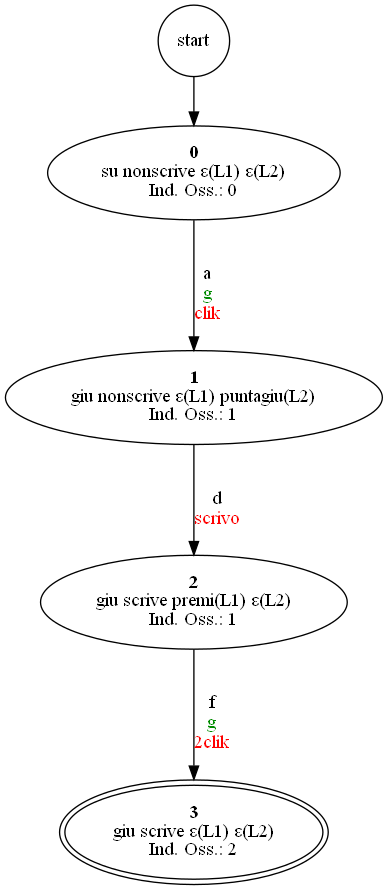 start
0
su nonscrive ε(L1) ε(L2)
Ind. Oss.: 0
a
g
clik
1
giu nonscrive ε(L1) puntagiu(L2)
Ind. Oss.: 1
d
scrivo
2
giu scrive premi(L1) ε(L2)
Ind. Oss.: 1
f
g
2clik
3
giu scrive ε(L1) ε(L2)
Ind. Oss.: 2